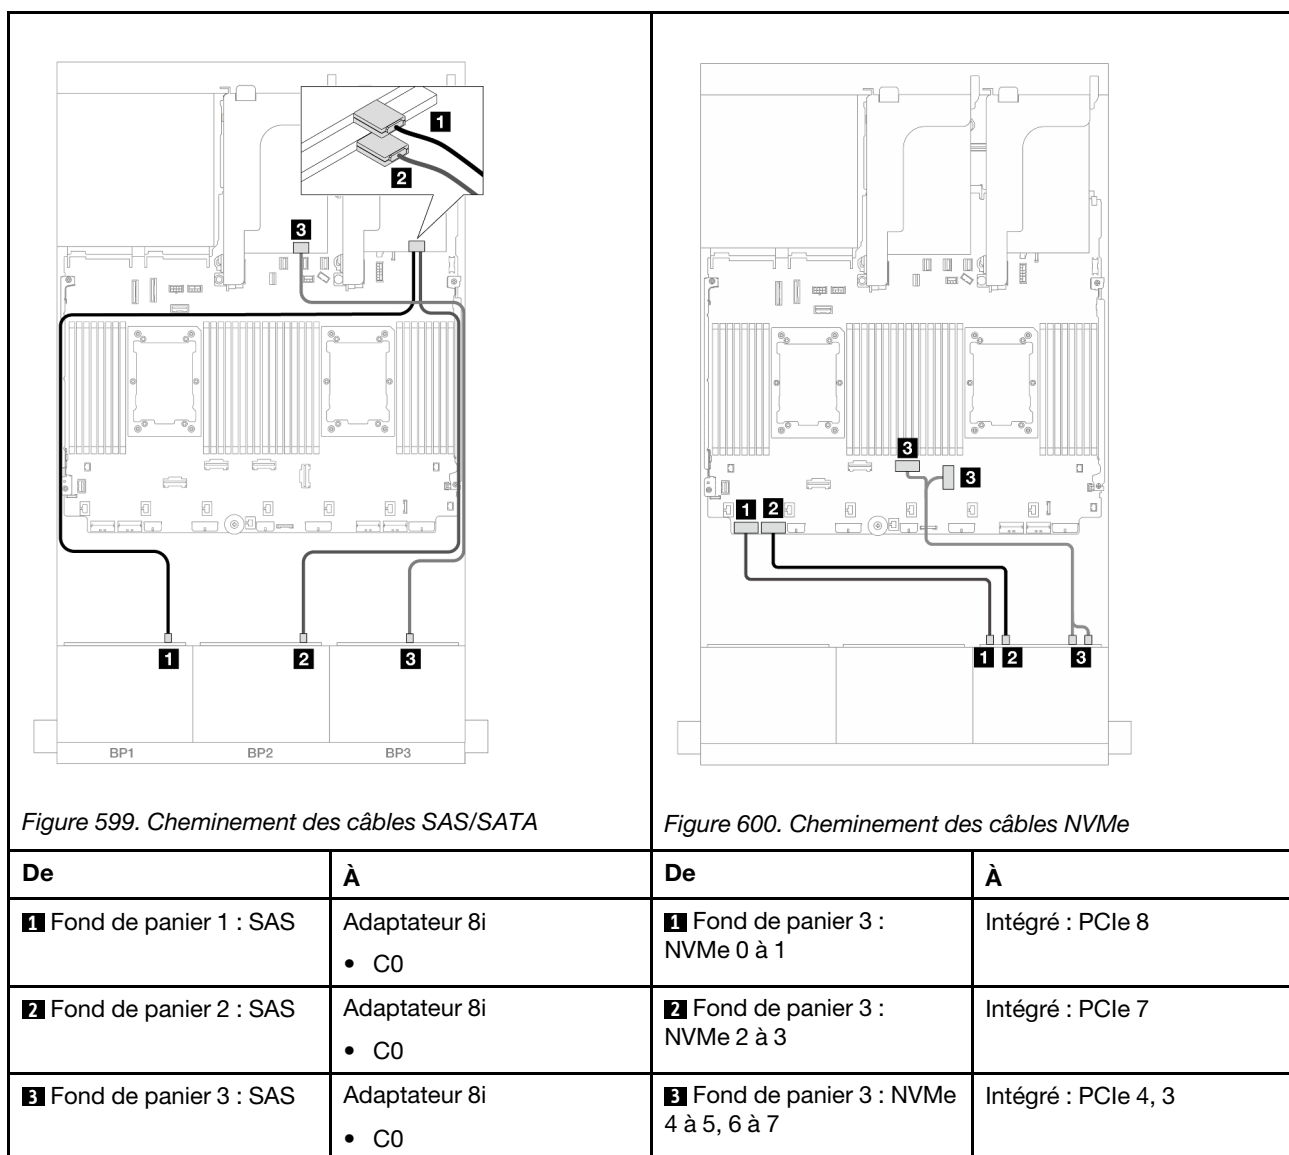 1
2
3
1
2
3
BP1
BP2
BP3
Figure 599. Cheminement des câbles SAS/SATA
3
3
1
2
1
2
3
Figure 600. Cheminement des câbles NVMe
De
À
De
À
1 Fond de panier 1 : SAS
Adaptateur 8i
• C0
1 Fond de panier 3 :
NVMe 0 à 1
Intégré : PCIe 8
2 Fond de panier 2 : SAS
Adaptateur 8i
• C0
2 Fond de panier 3 :
NVMe 2 à 3
Intégré : PCIe 7
3 Fond de panier 3 : SAS
Adaptateur 8i
• C0
3 Fond de panier 3 : NVMe
4 à 5, 6 à 7
Intégré : PCIe 4, 3